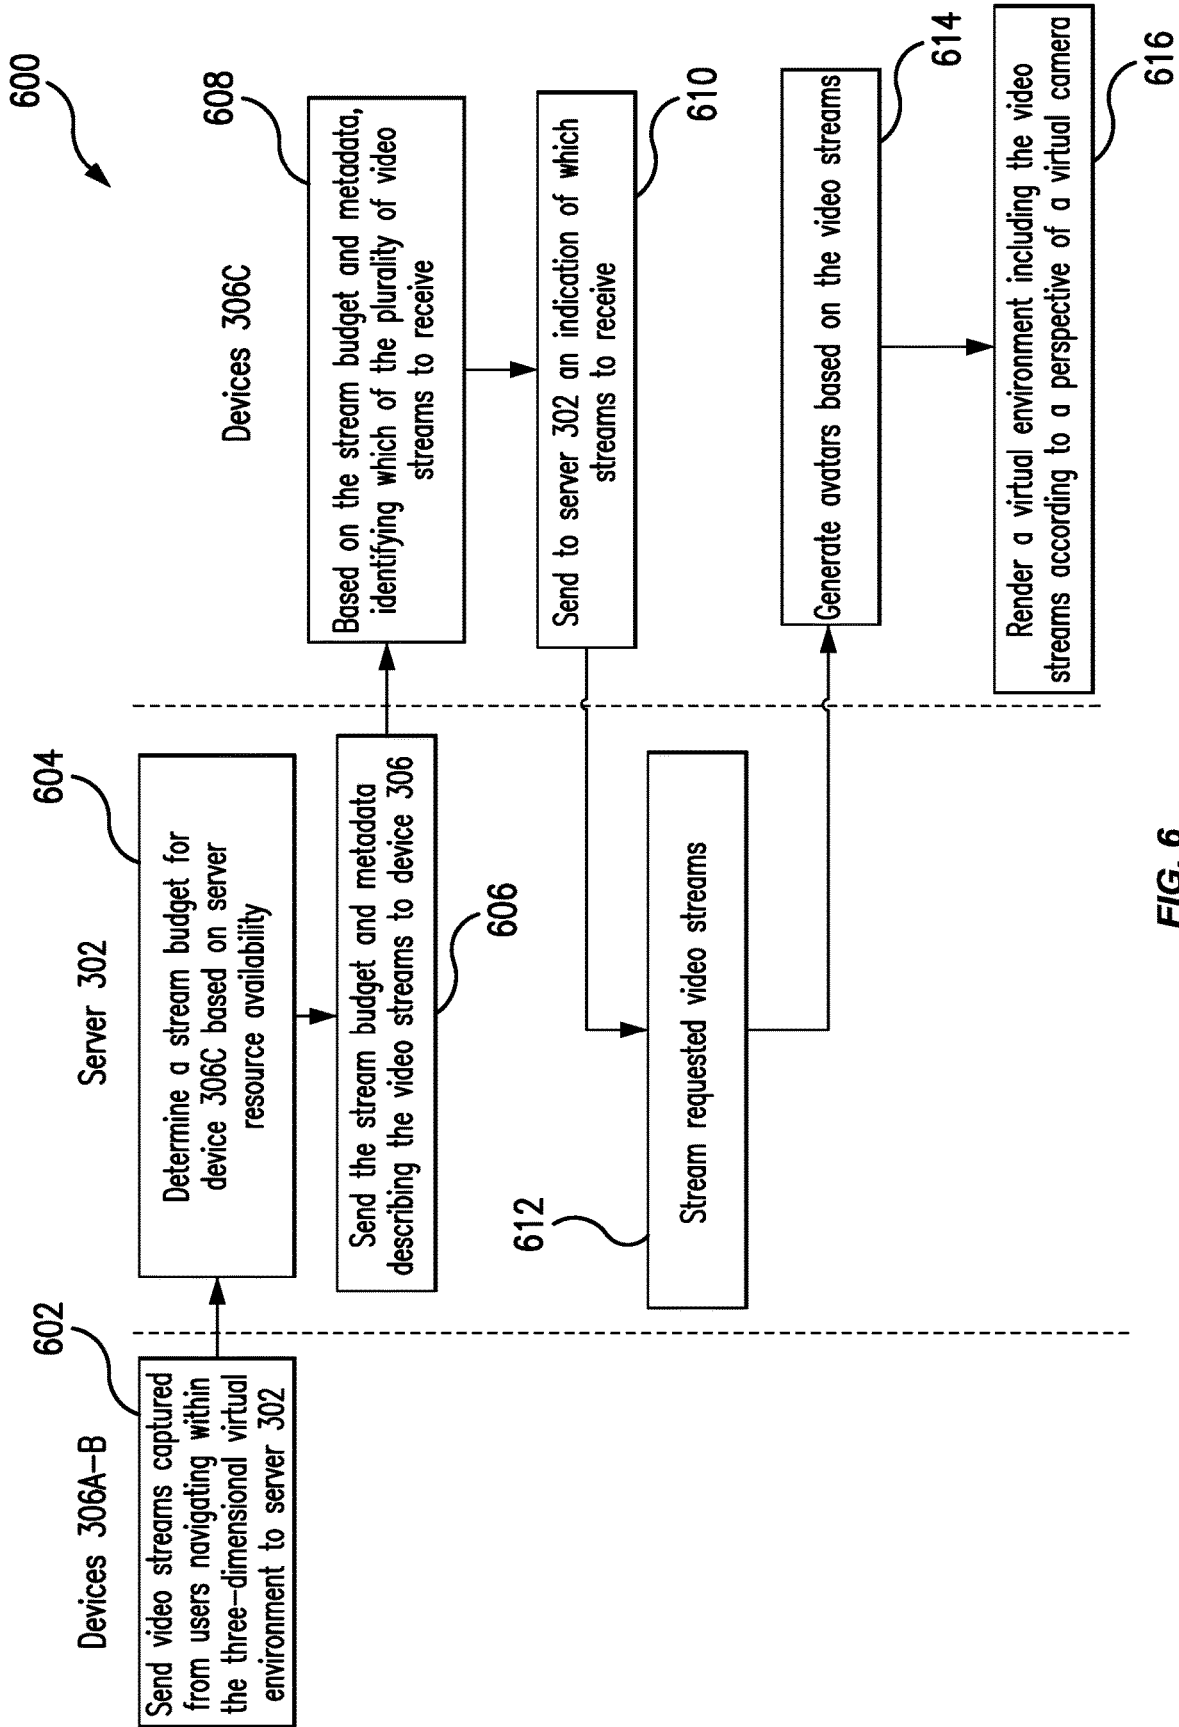 600
Devices 306A-B
Server 302
Devices 306C
602
Send video streams captured
from users navigating within
the three-dimensional virtual
environment to server 302
604
Determine a stream budget for
device 306C based on server
resource availability
Send the stream budget and metadata
describing the video streams to device 306
606
608
Based on the stream budget and metadata,
identifying which of the plurality of video
streams to receive
Send to server 302 an indication of which
streams to receive
610
612
Stream requested video streams
Generate avatars based on the video streams
614
Render a virtual environment including the video
streams according to a perspective of a virtual camera
616
FIG. 6